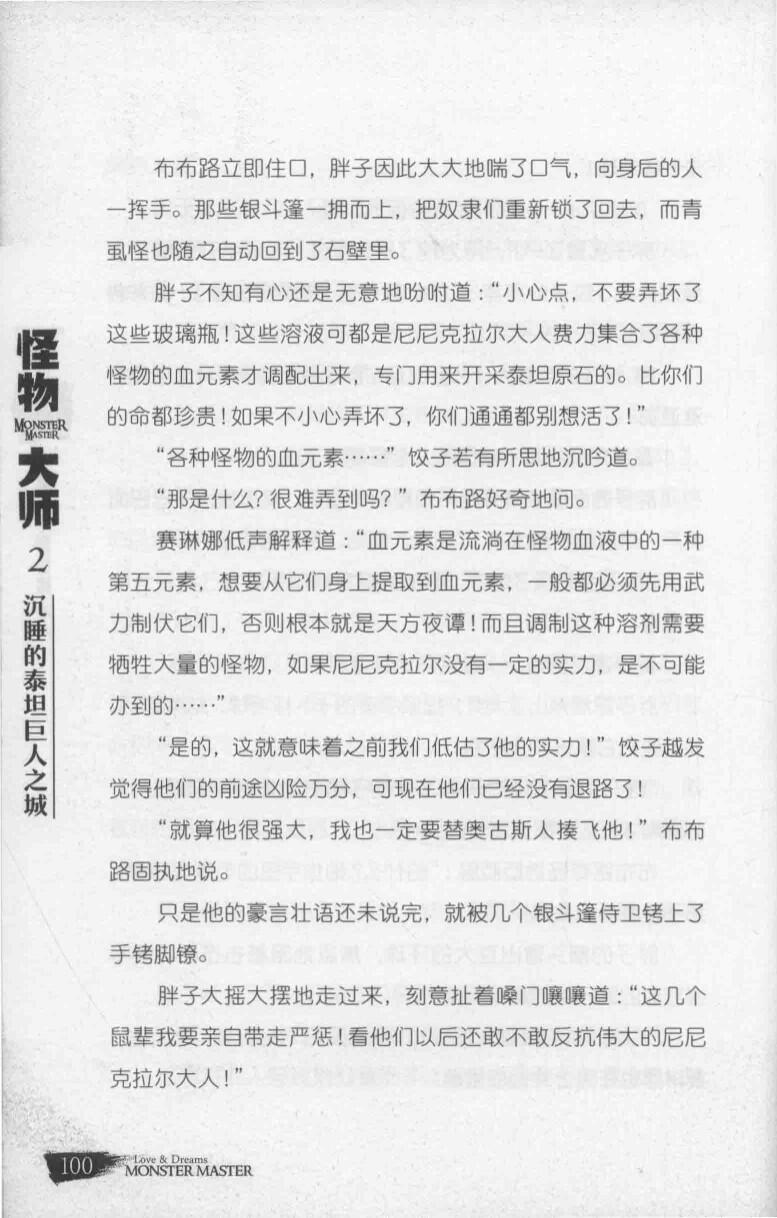 布布路立即住口，胖子因此大大地喘了口气，向身后的人
一挥手。那些银斗篷一拥而上，把奴隶们重新锁了回去，而青
虱怪也随之自动回到了石壁里。
胖子不知有心还是无意地吩咐道：“小心点，不要弄坏了
这些玻璃瓶！这些溶液可都是尼尼克拉尔大人费力集合了各种
怪物的血元素才调配出来，专门用来开采泰坦原石的。比你们
的命都珍贵！如果不小心弄坏了，你们通通都别想活了！”
“各种怪物的血元素……”饺子若有所思地沉吟道。
“那是什么？很难弄到吗？”布布路好奇地问。
赛琳娜低声解释道：“血元素是流淌在怪物血液中的一种
第五元素，想要从它们身上提取到血元素，一般都必须先用武
力制伏它们，否则根本就是天方夜谭！而且调制这种溶剂需要
牺牲大量的怪物，如果尼尼克拉尔没有一定的实力，是不可能
办到的……”
“是的，这就意味着之前我们低估了他的实力！”饺子越发
觉得他们的前途凶险万分，可现在他们已经没有退路了！
“就算他很强大，我也一定要替奥古斯人揍飞他！”布布
路固执地说。
只是他的豪言壮语还未说完，就被几个银斗篷侍卫铐上了
手铐脚镣。
胖子大摇大摆地走过来，刻意扯着嗓门嚷嚷道：“这几个
鼠辈我要亲自带走严惩！看他们以后还敢不敢反抗伟大的尼尼
克拉尔大人！”
怪物
MONSTER
MASTER
大师
2
沉睡的泰坦巨人之城
100
Love & Dreams
MONSTER MASTER